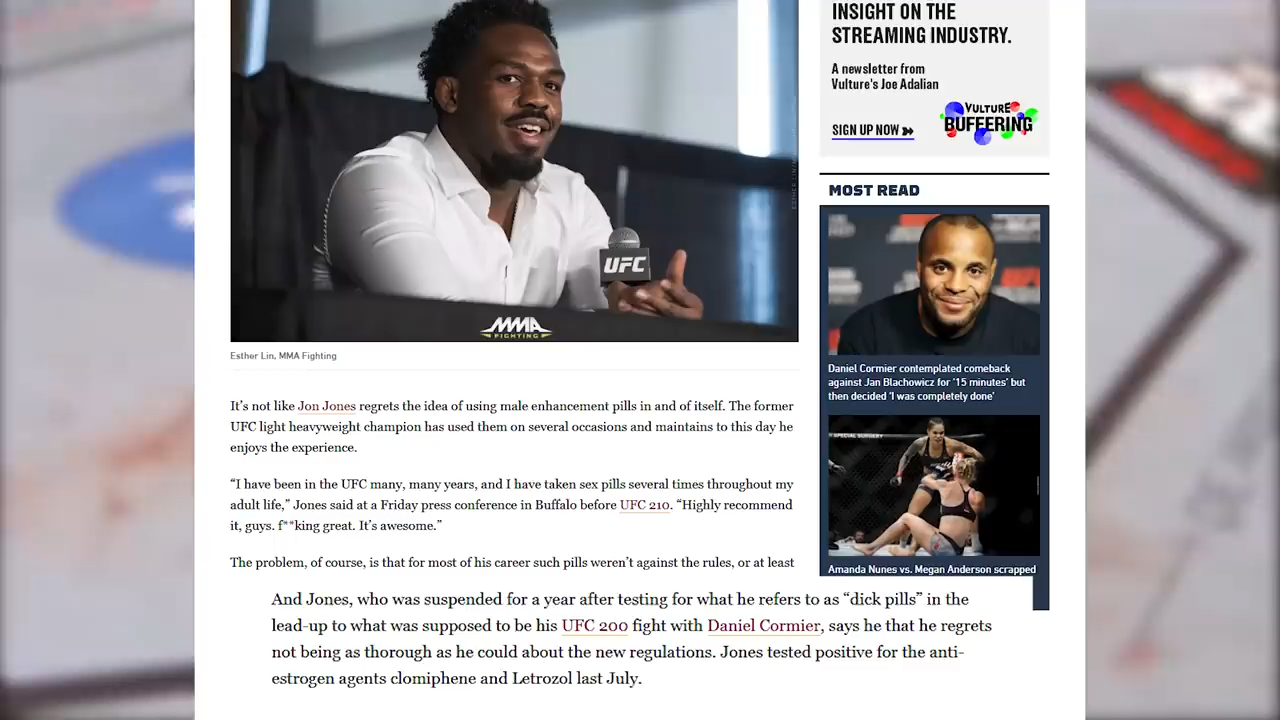 INSIGHT ON THE
STREAMING INDUSTRY.
A newsletter from
Vulture's Joe Adalian
SIGN UP NOW
VULTURE
BUFFERING
UFC
MMA
FIGHTING
Esther Lin, MMA Fighting
MOST READ
Daniel Cormier contemplated comeback
against Jan Blachowicz for '15 minutes' but
then decided 'I was completely done'
SPECIAL SURGERY
Amanda Nunes vs. Megan Anderson scrapped
It’s not like Jon Jones regrets the idea of using male enhancement pills in and of itself. The former
UFC light heavyweight champion has used them on several occasions and maintains to this day he
enjoys the experience.
“I have been in the UFC many, many years, and I have taken sex pills several times throughout my
adult life,” Jones said at a Friday press conference in Buffalo before UFC 210. “Highly recommend
it, guys. f**king great. It’s awesome.”
The problem, of course, is that for most of his career such pills weren’t against the rules, or at least
And Jones, who was suspended for a year after testing for what he refers to as “dick pills” in the
lead-up to what was supposed to be his UFC 200 fight with Daniel Cormier, says he that he regrets
not being as thorough as he could about the new regulations. Jones tested positive for the anti-
estrogen agents clomiphene and Letrozol last July.